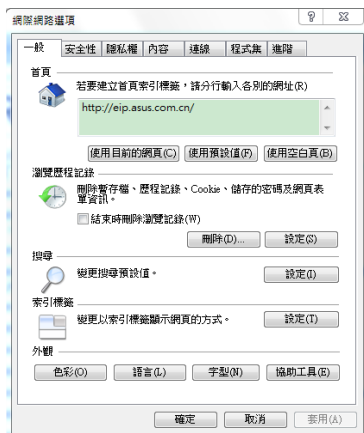 網際網路選項
一般 安全性 隱私權 內容 連線 程式集 進階
首頁
若要建立首頁索引標籤，請分行輸入各別的網址(R)
http://eip.asus.com.cn/
使用目前的網頁(C) 使用預設值(F) 使用空白頁(B)
瀏覽歷程記錄
刪除暫存檔、歷程記錄、Cookie、儲存的密碼及網頁表
單資訊。
結束時刪除瀏覽記錄(W)
刪除(D)... 設定(S)
搜尋
變更搜尋預設值。 設定(I)
索引標籤
變更以索引標籤顯示網頁的方式。 設定(T)
外觀
色彩(O) 語言(L) 字型(N) 協助工具(E)
確定 取消 套用(A)